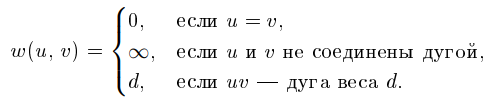 0, если u = v,
w(u, v) = ∞, если u и v не соединены дугой,
d, если uv — дуга веса d.